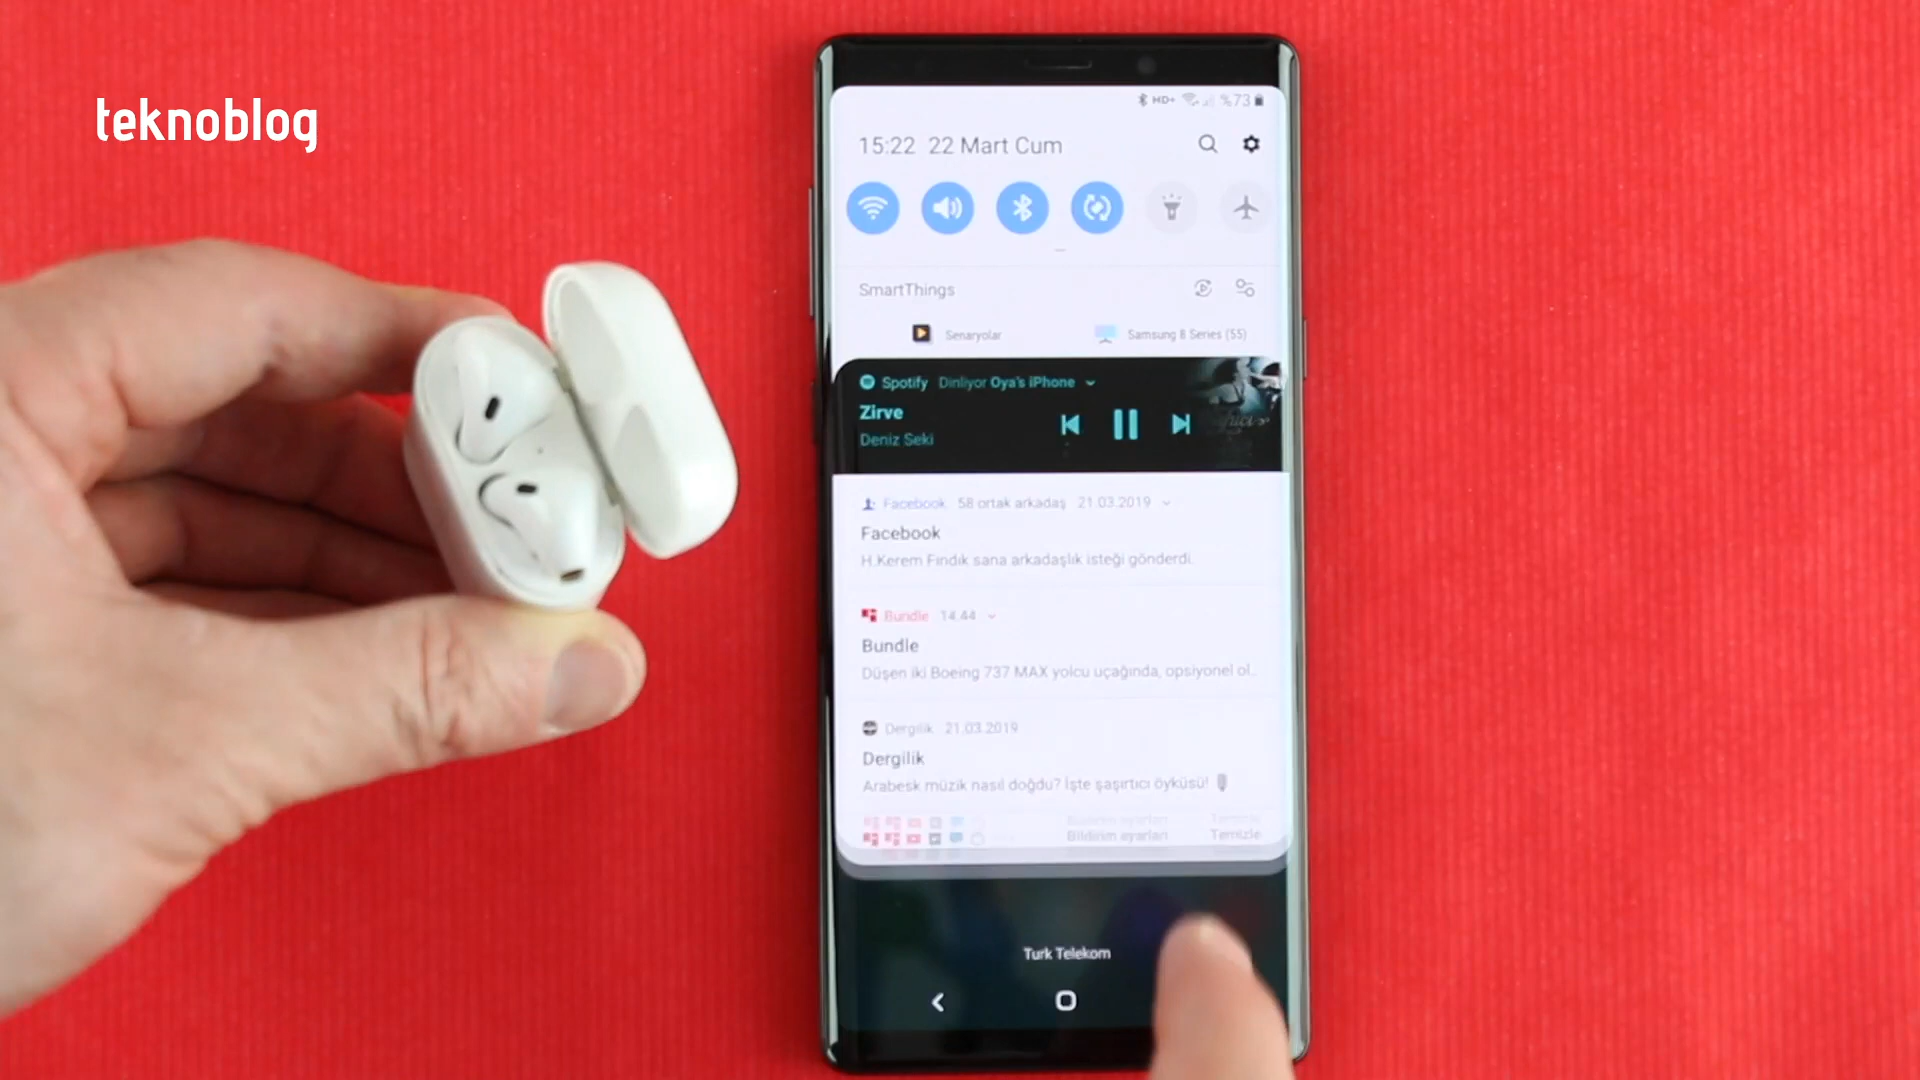 teknoblog
HD+ %73
15:22 22 Mart Cum
SmartThings
Senaryolar
Samsung 8 Series (55)
Spotify Dinliyor Oya's iPhone
Zirve
Deniz Seki
Facebook 58 ortak arkadaş 21.03.2019
Facebook
H.Kerem Fındık sana arkadaşlık isteği gönderdi.
Bundle 14:44
Bundle
Düşen iki Boeing 737 MAX yolcu uçağında, opsiyonel ol..
Dergilik 21.03.2019
Dergilik
Arabesk müzik nasıl doğdu? İşte şaşırtıcı öyküsü!
Bildirim ayarları Temizle
Turk Telekom